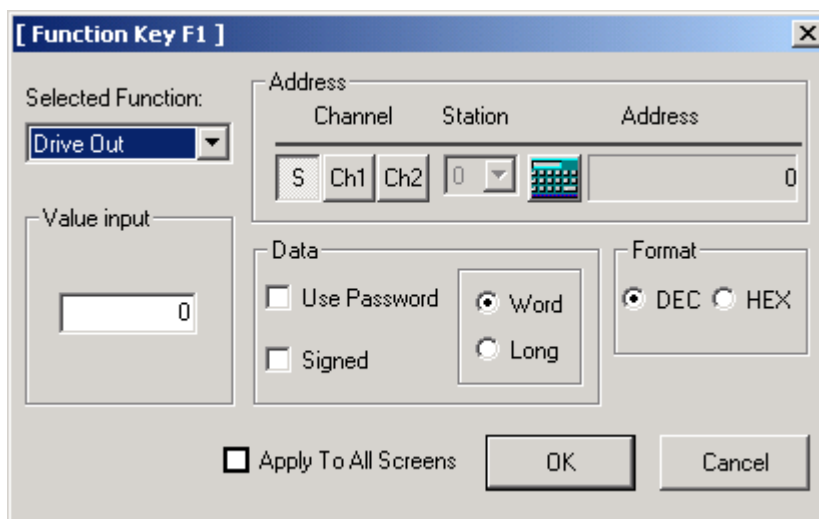 [ Function Key F1 ]
Selected Function:
Drive Out
Address
Channel Station Address
S Ch1 Ch2 0 0
Value input
0
Data
Use Password
Signed
Word
Long
Format
DEC HEX
Apply To All Screens
OK
Cancel